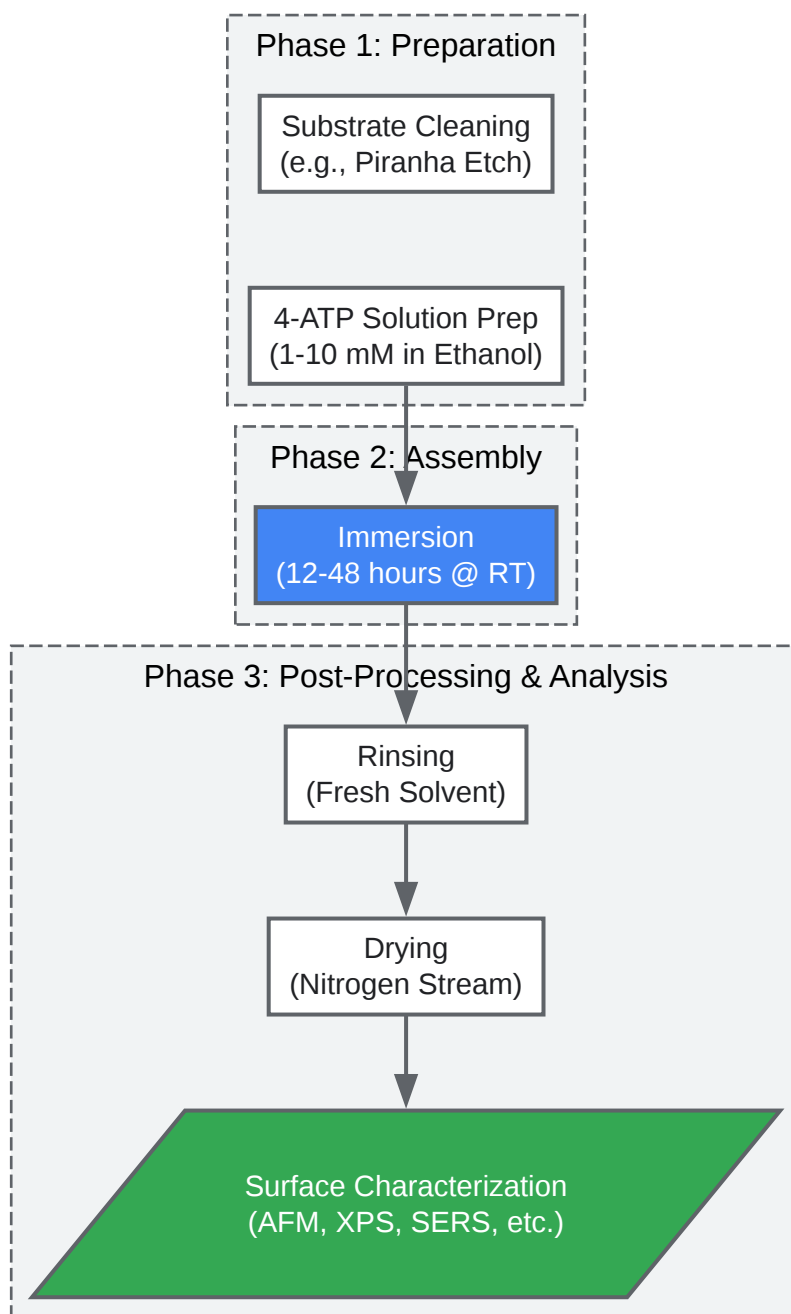 Phase 1: Preparation
Substrate Cleaning
(e.g., Piranha Etch)
4-ATP Solution Prep
(1-10 mM in Ethanol)
Phase 2: Assembly
Immersion
(12-48 hours @ RT)
Phase 3: Post-Processing & Analysis
Rinsing
(Fresh Solvent)
Drying
(Nitrogen Stream)
Surface Characterization
(AFM, XPS, SERS, etc.)